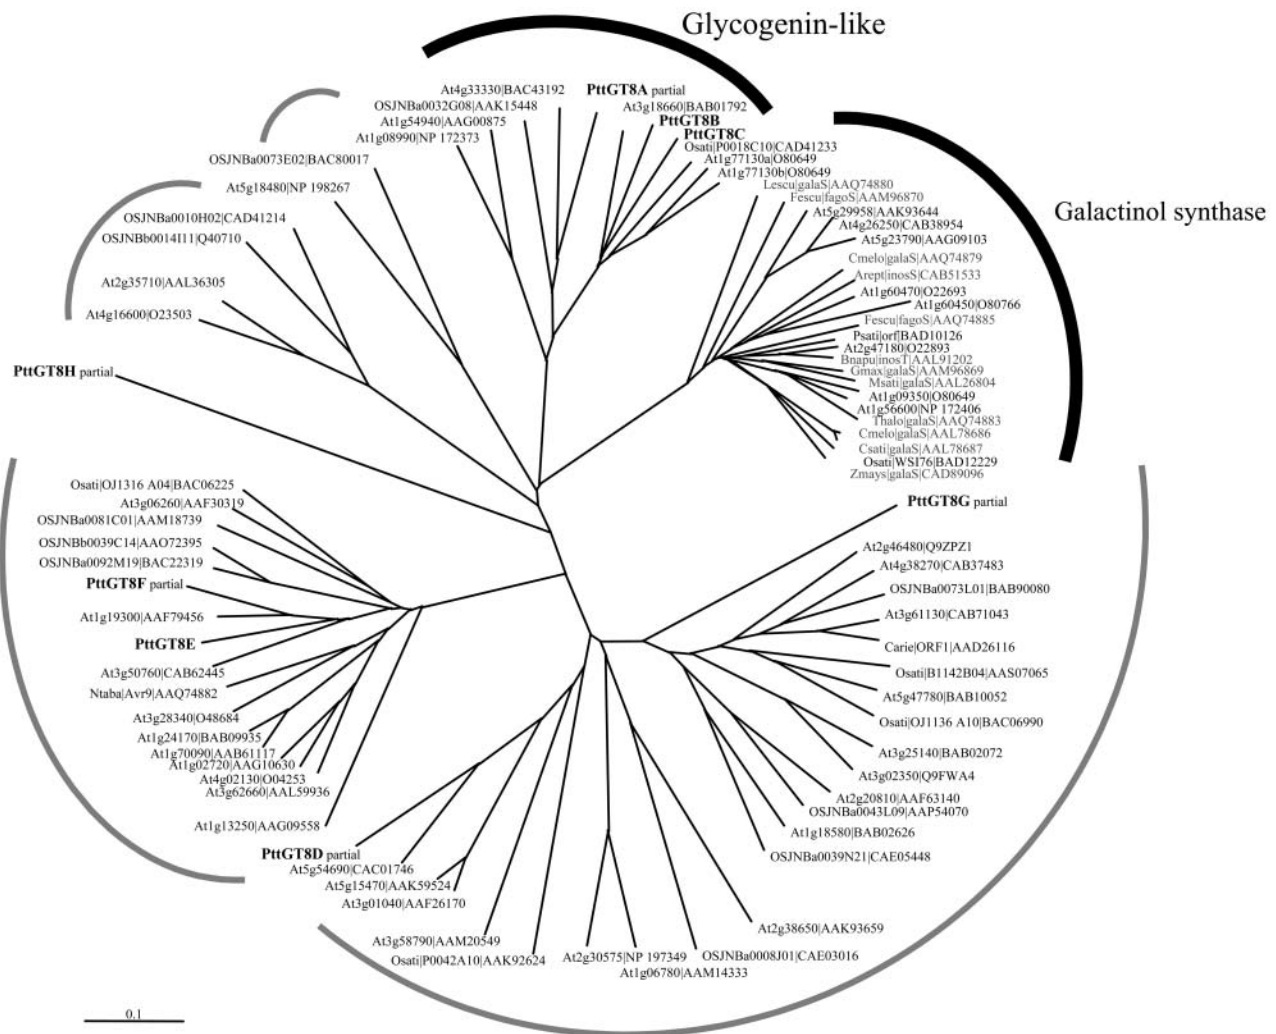 Glycogenin-like
At4g33330|BAC43192
PttGT8A partial
OSJNBa0032G08|AAK15448
At3g18660|BAB01792
At1g54940|AAG00875
PttGT8B
At1g08990|NP 172373
PttGT8C
Osati|P0018C10|CAD41233
OSJNBa0073E02|BAC80017
At1g77130a|O80649
At1g77130b|O80649
At5g18480|NP 198267
Lescu|galaS|AAQ74880
Fescu|fagoS|AAM96870
OSJNBa0010H02|CAD41214
At5g29958|AAK93644
Galactinol synthase
At4g26250|CAB38954
OSJNBb0014I11|Q40710
At5g23790|AAG09103
Cmelo|galaS|AAQ74879
Arept|inosS|CAB51533
At2g35710|AAL36305
At1g60470|O22693
At1g60450|O80766
At4g16600|O23503
Fescu|fagoS|AAQ74885
Psati|orf|BAD10126
At2g47180|O22893
Bnapu|inosT|AAL91202
PttGT8H partial
Gmax|galaS|AAM96869
Msati|galaS|AAL26804
At1g09350|O80649
At1g56600|NP 172406
Thalo|galaS|AAQ74883
Cmelo|galaS|AAL78686
Csati|galaS|AAL78687
Osati|WSI76|BAD12229
Zmays|galaS|CAD89096
Osati|OJ1316 A04|BAC06225
At3g06260|AAF30319
PttGT8G partial
OSJNBa0081C01|AAM18739
OSJNBb0039C14|AAO72395
At2g46480|Q9ZPZ1
OSJNBa0092M19|BAC22319
At4g38270|CAB37483
PttGT8F partial
OSJNBa0073L01|BAB90080
At1g19300|AAF79456
At3g61130|CAB71043
PttGT8E
Carie|ORF1|AAD26116
At3g50760|CAB62445
Osati|B1142B04|AAS07065
Ntaba|Avr9|AAQ74882
At5g47780|BAB10052
At3g28340|O48684
Osati|OJ1136 A10|BAC06990
At1g24170|BAB09935
At1g70090|AAB61117
At3g25140|BAB02072
At1g02720|AAG10630
At4g02130|O04253
At3g02350|Q9FWA4
At3g62660|AAL59936
At2g20810|AAF63140
OSJNBa0043L09|AAP54070
At1g13250|AAG09558
At1g18580|BAB02626
PttGT8D partial
OSJNBa0039N21|CAE05448
At5g54690|CAC01746
At5g15470|AAK59524
At3g01040|AAF26170
At2g38650|AAK93659
At3g58790|AAM20549
Osati|P0042A10|AAK92624
At2g30575|NP 197349
OSJNBa0008J01|CAE03016
At1g06780|AAM14333
0.1